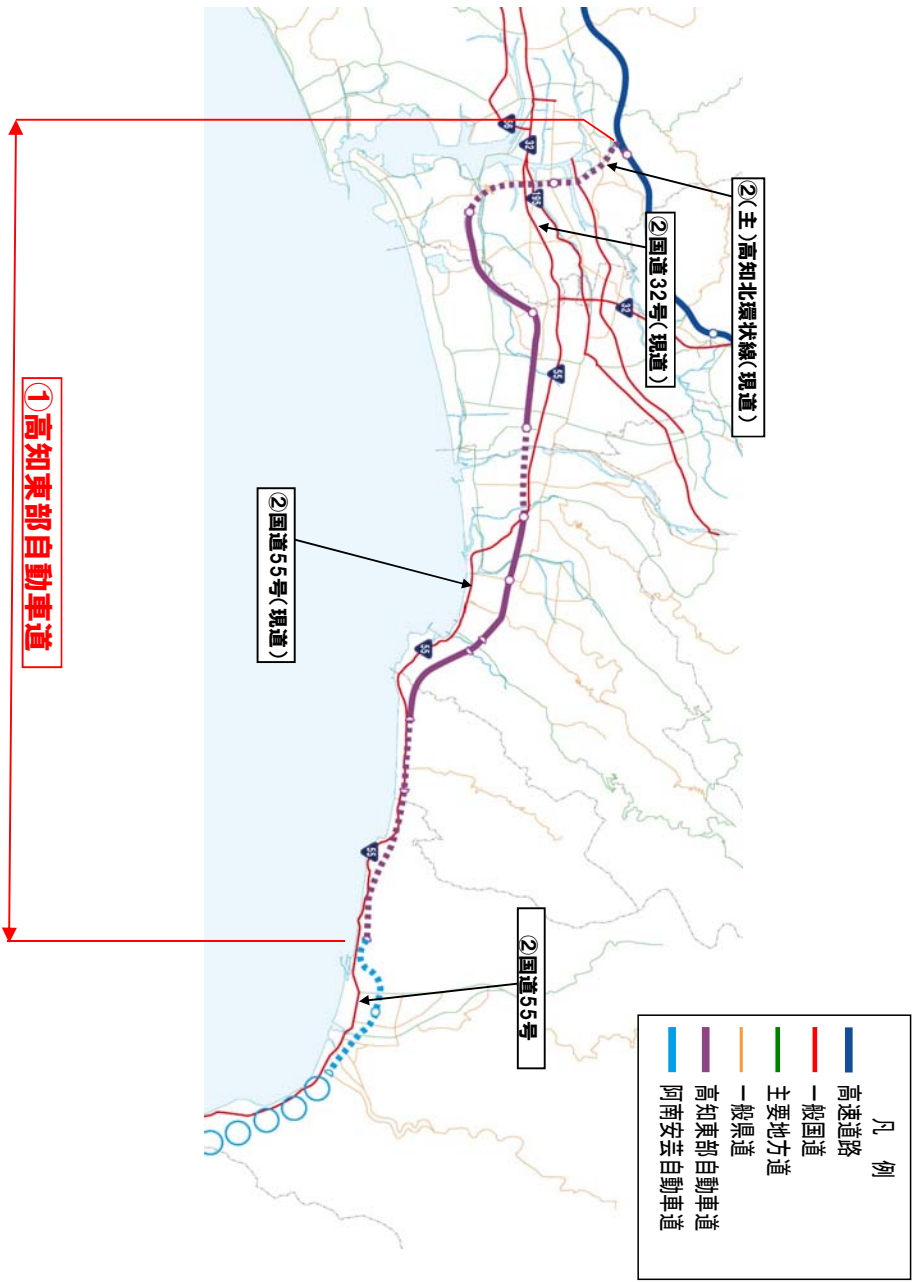 凡 例
高速道路
一般国道
主要地方道
一般県道
高知東部自動車道
阿南安芸自動車道
②(主)高知北環状線(現道)
②国道32号(現道)
②国道55号(現道)
②国道55号
①高知東部自動車道
56
32
195
32
55
55
55